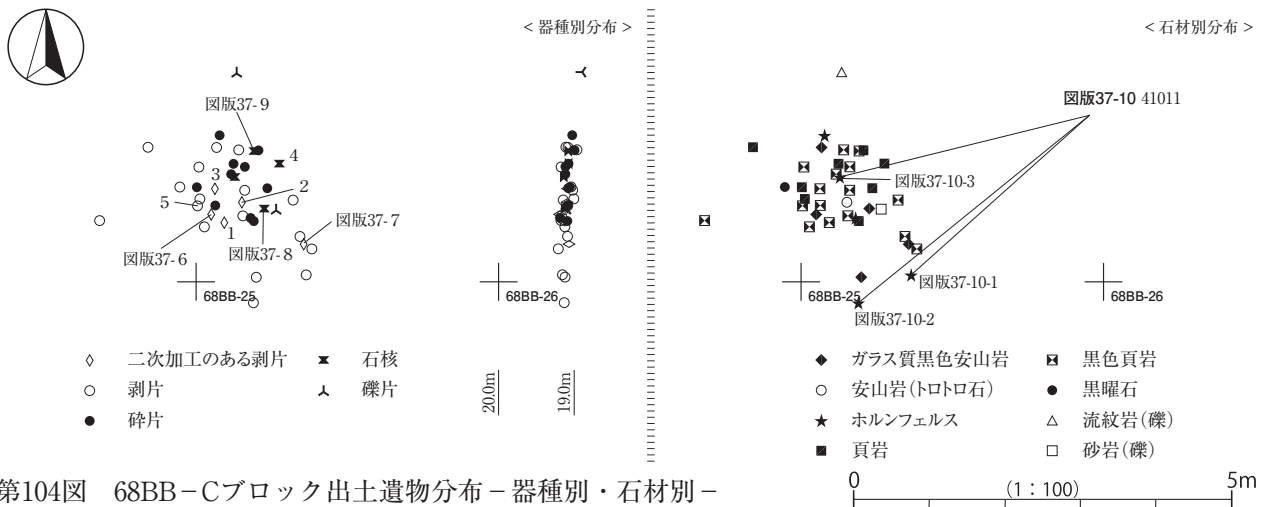 < 器種別分布 >
図版37-9
4
3
2
5
1
図版37-7
図版37-6
図版37-8
68BB-25
68BB-26
◇ 二次加工のある剥片
石核
○ 剥片
礫片
● 砕片
20.0m
19.0m
< 石材別分布 >
図版37-10 41011
図版37-10-3
図版37-10-1
図版37-10-2
68BB-25
68BB-26
◆ ガラス質黒色安山岩
黒色頁岩
○ 安山岩(トロトロ石)
● 黒曜石
★ ホルンフェルス
△ 流紋岩(礫)
■ 頁岩
□ 砂岩(礫)
第104図 68BB−Cブロック出土遺物分布−器種別・石材別−
0 (1:100) 5m